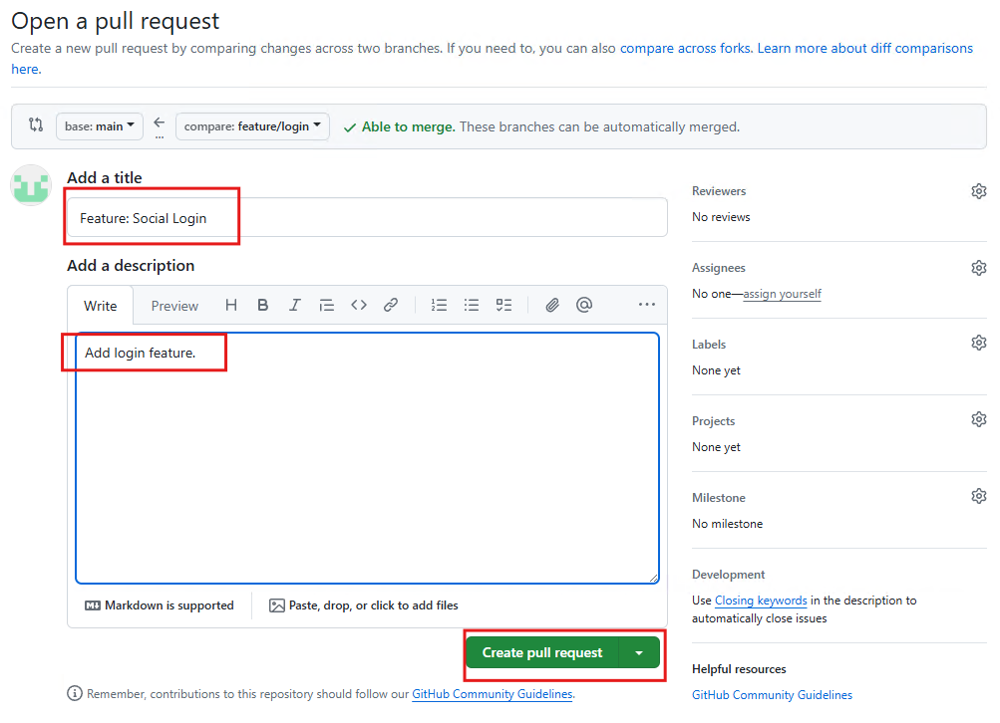 Open a pull request
Create a new pull request by comparing changes across two branches. If you need to, you can also compare across forks. Learn more about diff comparisons
here.
base: main
compare: feature/login
Able to merge. These branches can be automatically merged.
Add a title
Feature: Social Login
Add a description
Write
Preview
Add login feature.
Markdown is supported
Paste, drop, or click to add files
Create pull request
Remember, contributions to this repository should follow our GitHub Community Guidelines.
Reviewers
No reviews
Assignees
No one—assign yourself
Labels
None yet
Projects
None yet
Milestone
No milestone
Development
Use Closing keywords in the description to
automatically close issues
Helpful resources
GitHub Community Guidelines